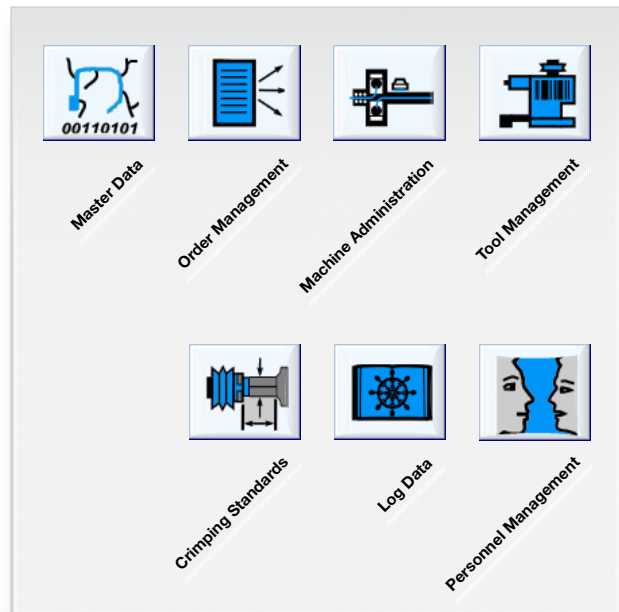 00110101
Master Data
Order Management
Machine Administration
Tool Management
Crimping Standards
Log Data
Personnel Management